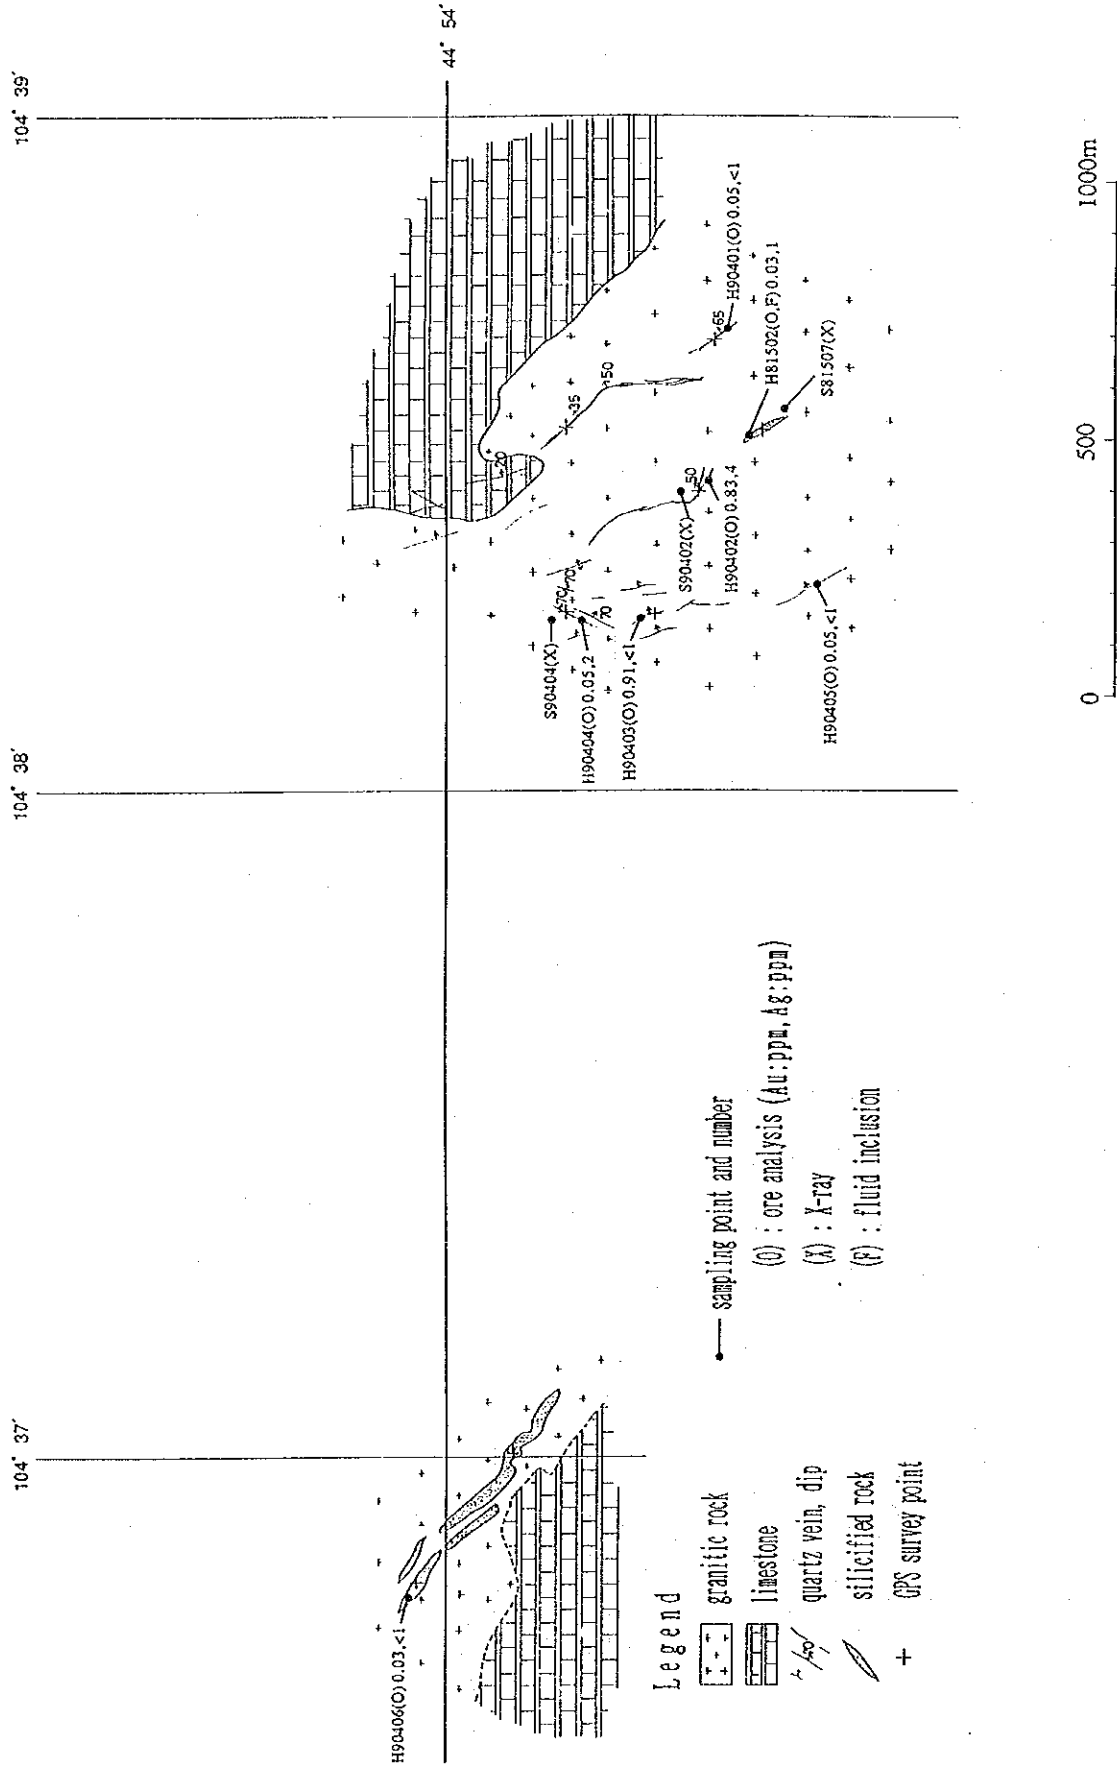 104° 37′
104° 38′
104° 39′
44° 54′
H90406(O) 0.03,<1
S90404(X)
H90404(O) 0.05,2
H90403(O) 0.91,<1
S90402(X)
H90402(O) 0.83,4
H90405(O) 0.05,<1
H90401(O) 0.05,<1
H81502(O,F) 0.03,1
S81507(X)
20
35
50
65
50
70
70
70
Legend
granitic rock
limestone
quartz vein, dip
silicified rock
GPS survey point
sampling point and number
(O) : ore analysis (Au:ppm, Ag:ppm)
(X) : X-ray
(F) : fluid inclusion
0 500 1000m